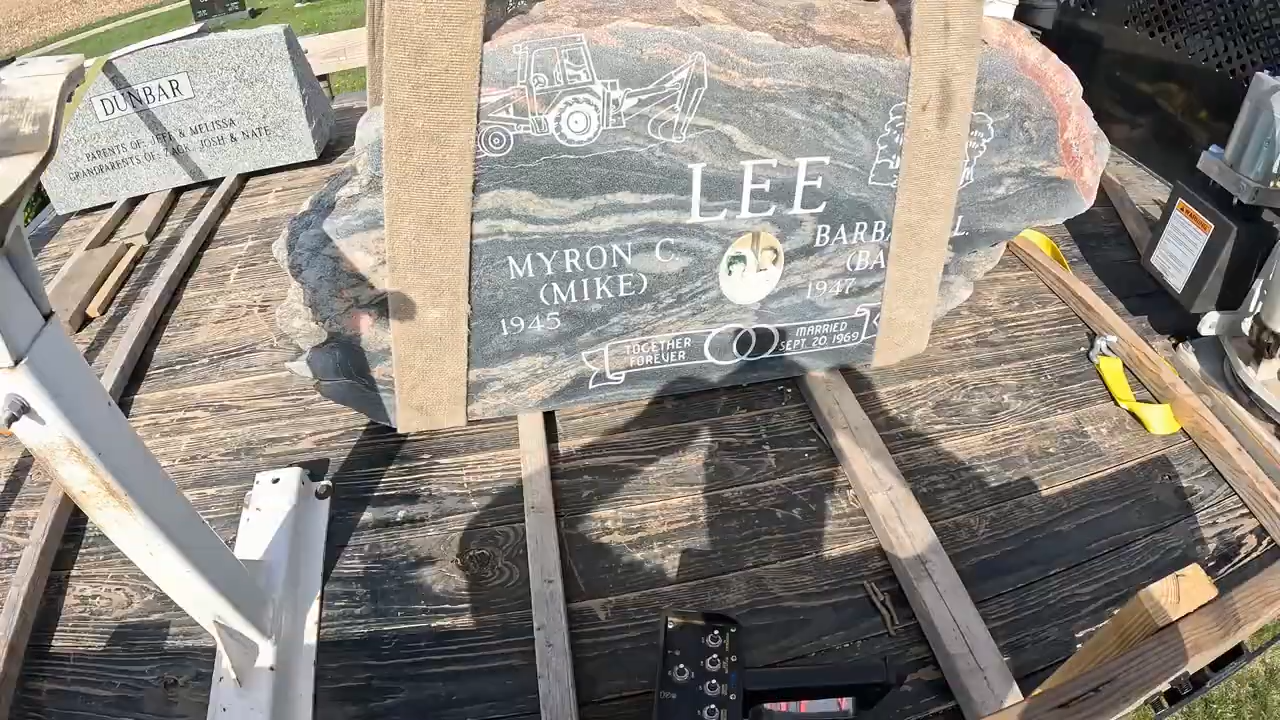 DUNBAR
PARENTS OF: JEFF & MELISSA
GRANDPARENTS OF: ZACK, JOSH & NATE
LEE
MYRON C.
(MIKE)
1945
L.
1947
TOGETHER
FOREVER
MARRIED
SEPT. 20 1969
WARNING